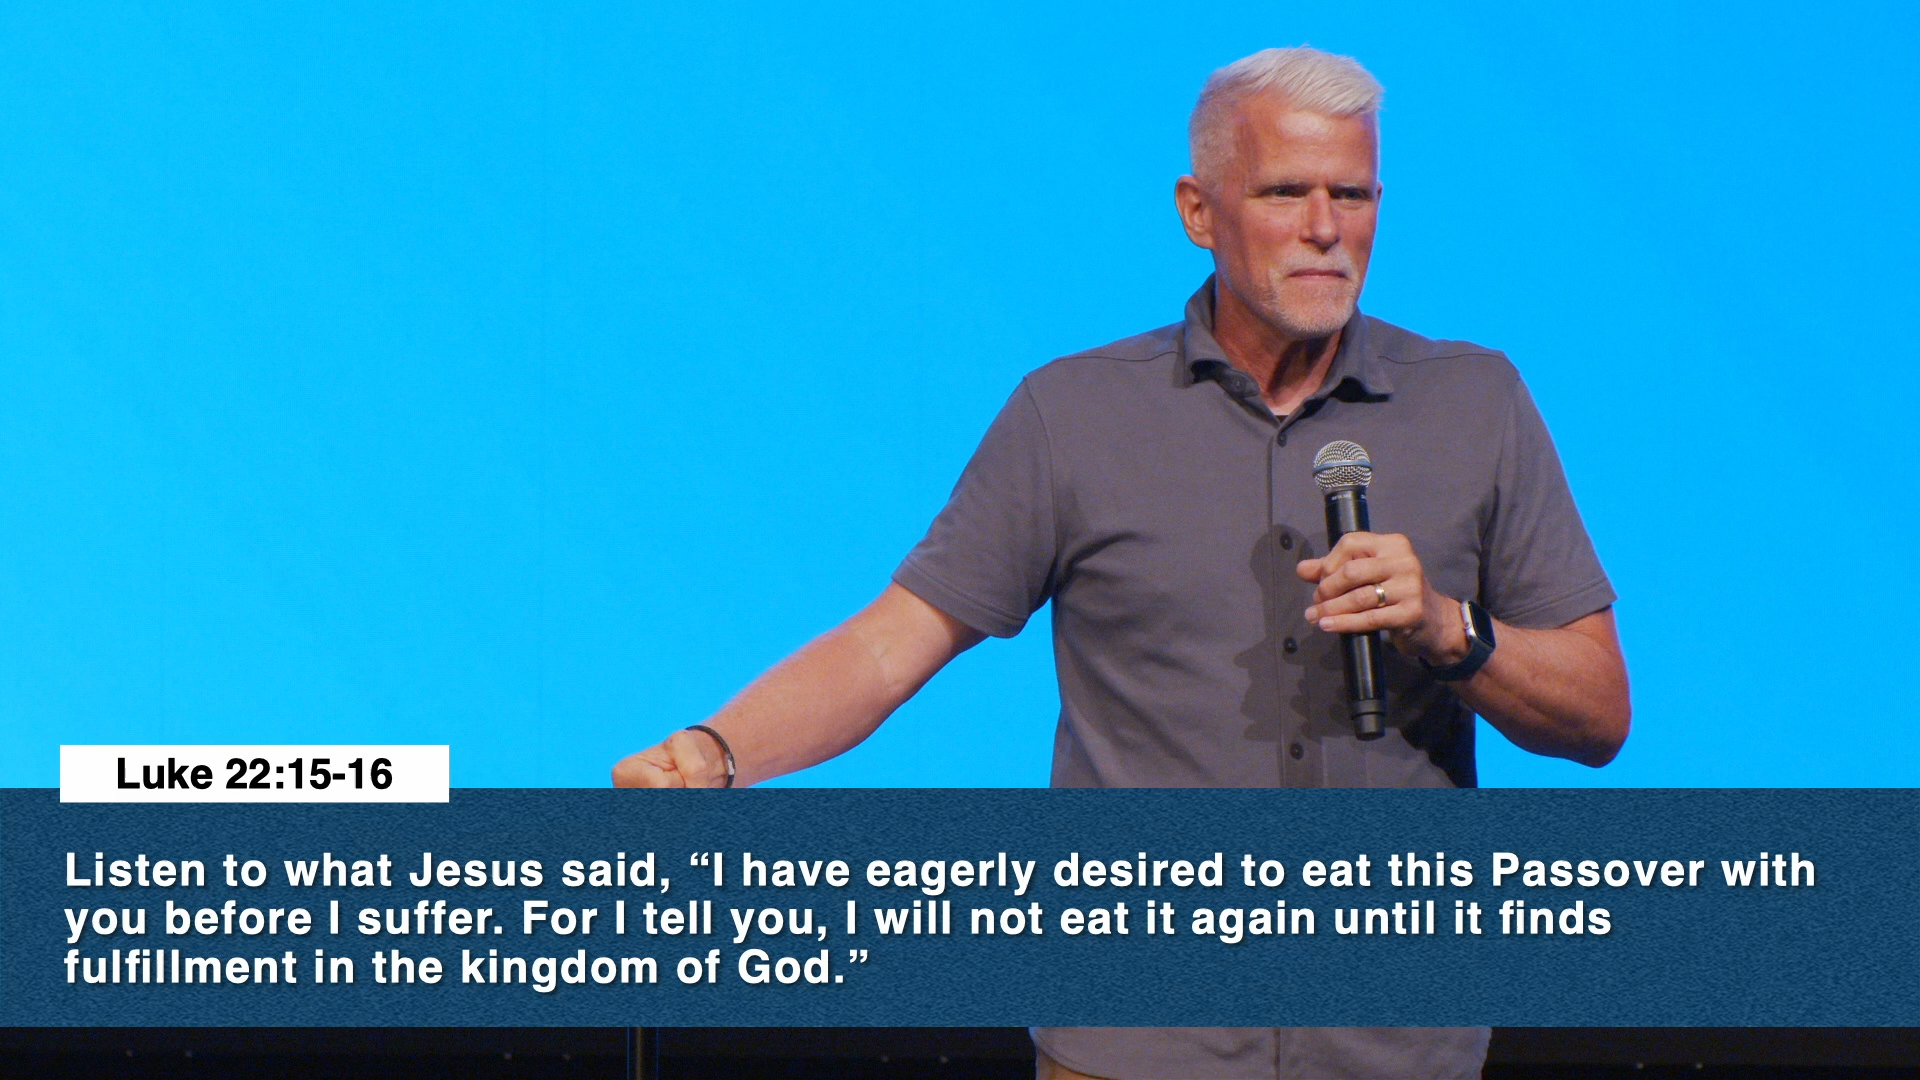 Luke 22:15-16
Listen to what Jesus said, “I have eagerly desired to eat this Passover with
you before I suffer. For I tell you, I will not eat it again until it finds
fulfillment in the kingdom of God.”